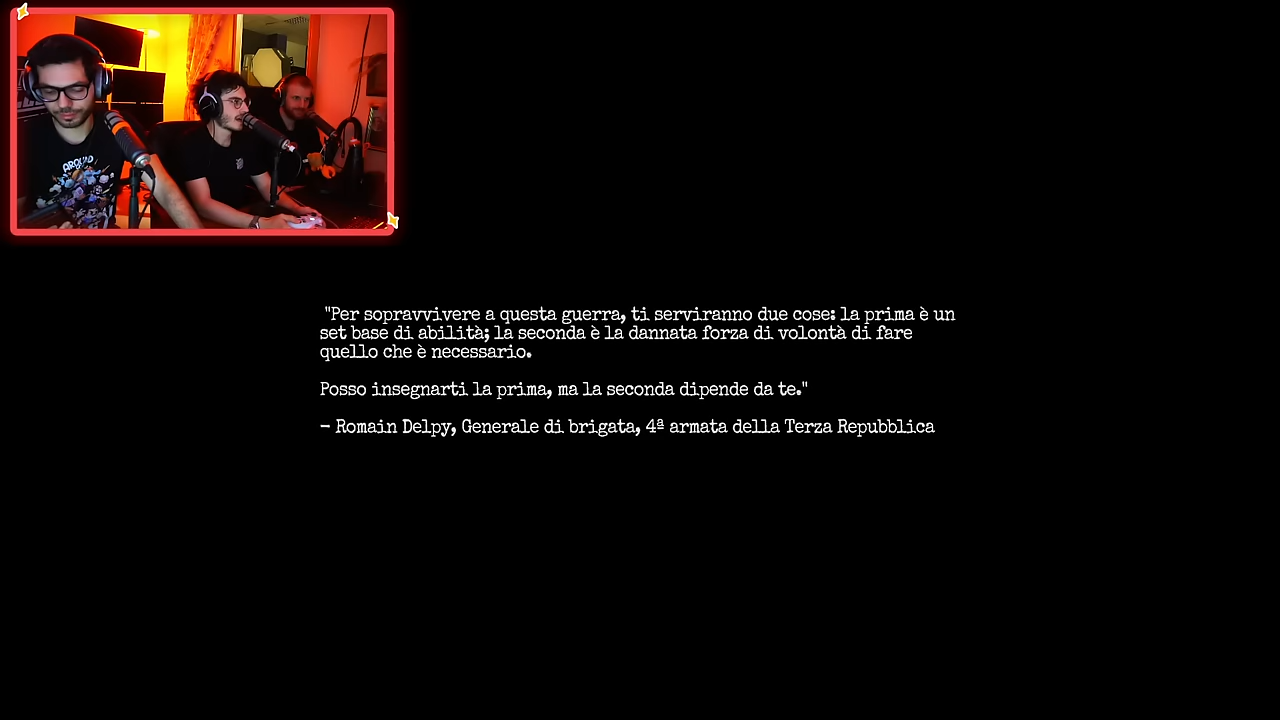 AROUND
"Per sopravvivere a questa guerra, ti serviranno due cose: la prima è un
set base di abilità; la seconda è la dannata forza di volontà di fare
quello che è necessario.
Posso insegnarti la prima, ma la seconda dipende da te."
– Romain Delpy, Generale di brigata, 4ª armata della Terza Repubblica